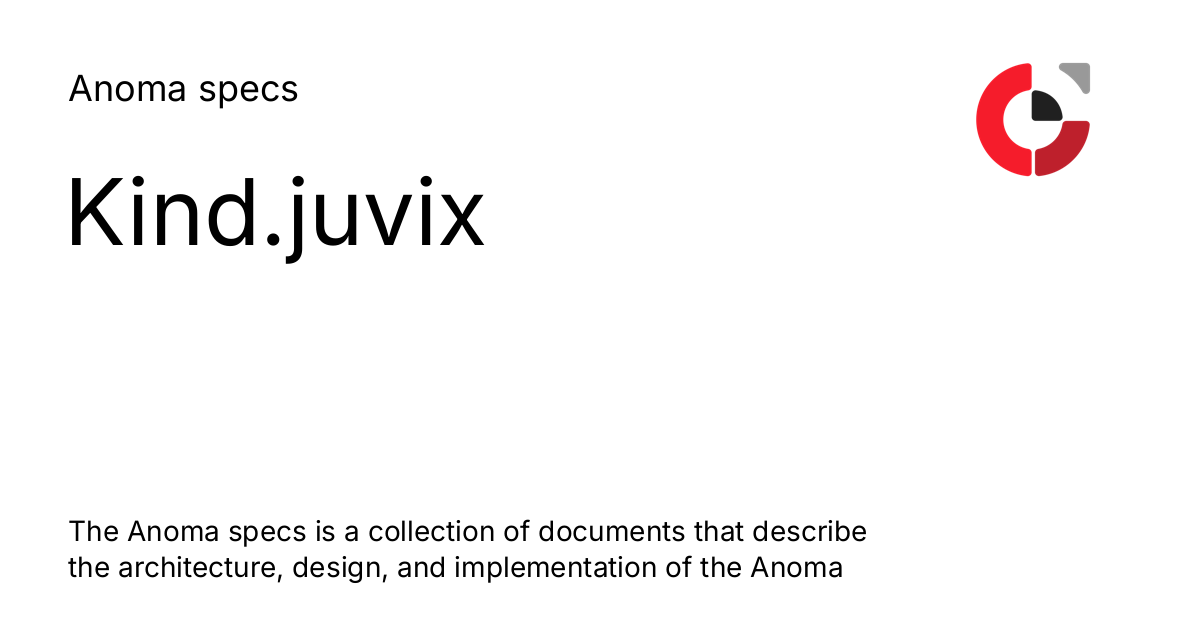 Anoma specs
Kind.juvix
The Anoma specs is a collection of documents that describe
the architecture, design, and implementation of the Anoma